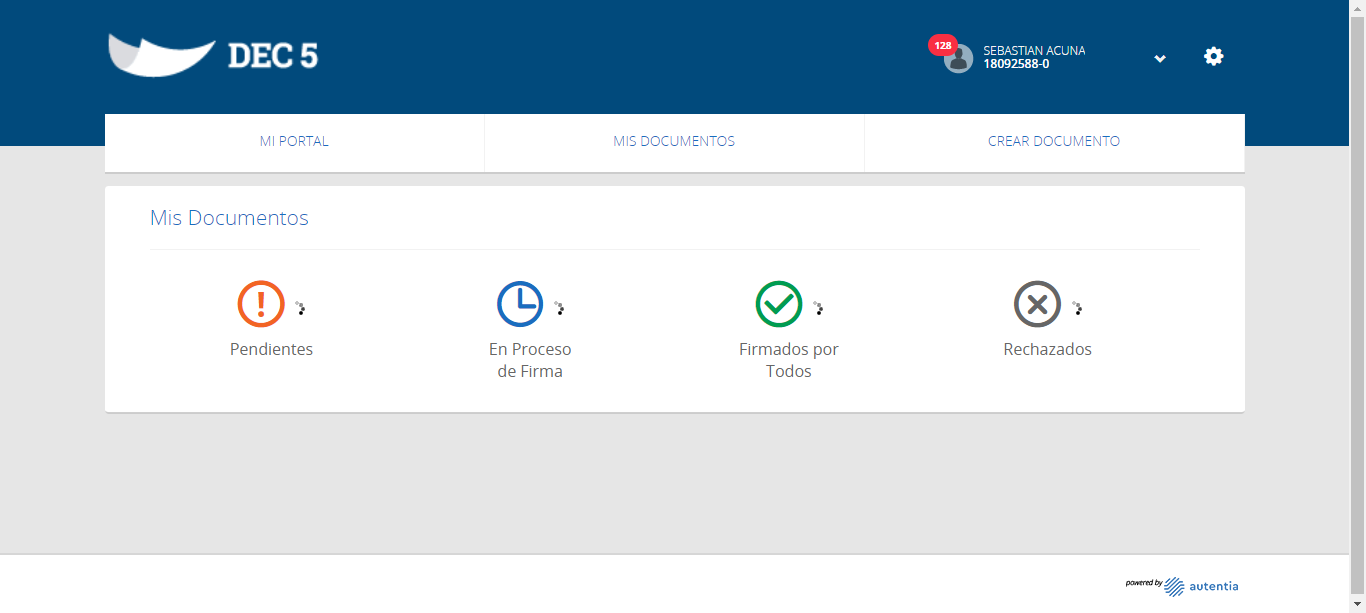 DEC 5
128
SEBASTIAN ACUNA
18092588-0
MI PORTAL
MIS DOCUMENTOS
CREAR DOCUMENTO
Mis Documentos
Pendientes
En Proceso
de Firma
Firmados por
Todos
Rechazados
powered by autentia